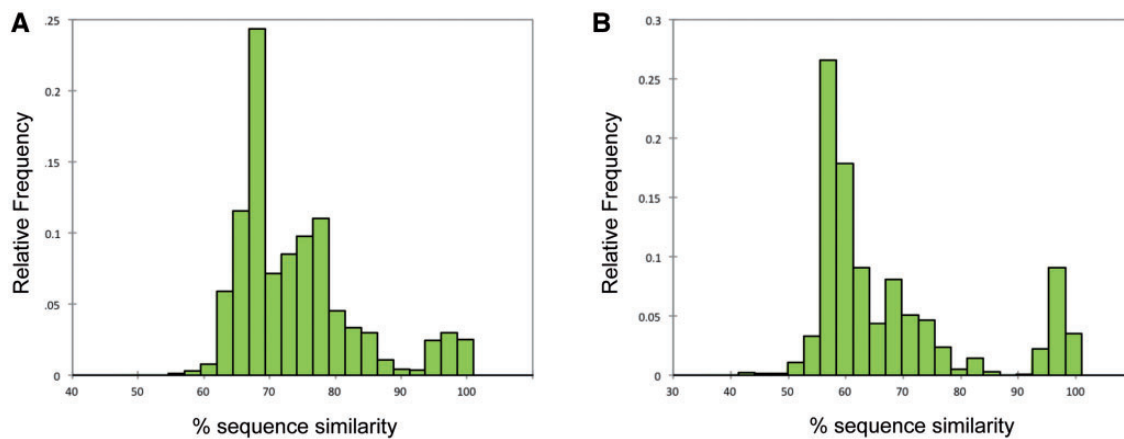 A
.25
.2
.15
0.1
.05
0
40 50 60 70 80 90 100
Relative Frequency
% sequence similarity
B
0.3
0.25
0.2
0.15
0.1
0.05
0
30 40 50 60 70 80 90 100
Relative Frequency
% sequence similarity